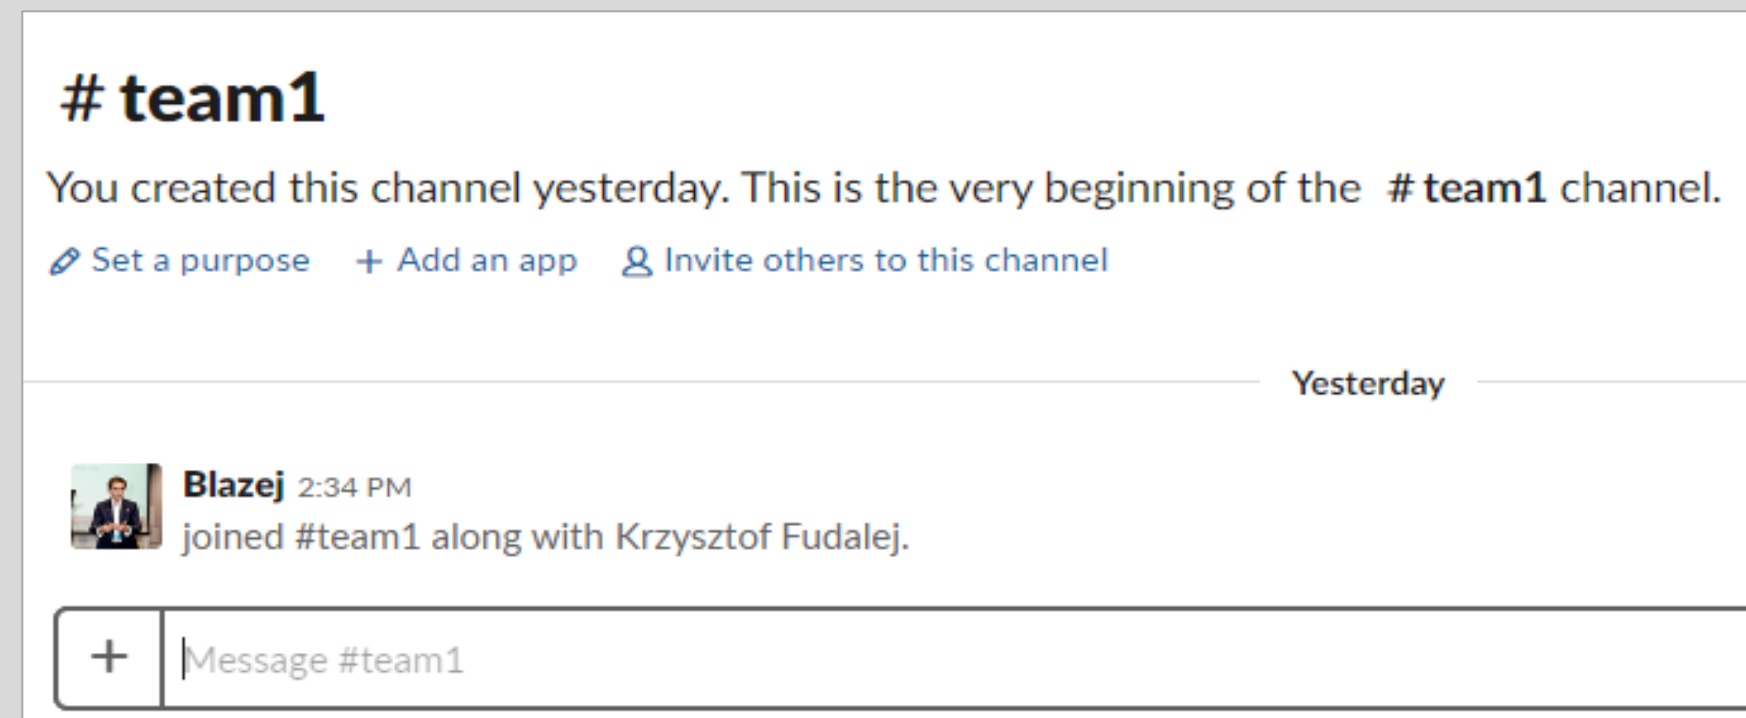 # team1
You created this channel yesterday. This is the very beginning of the # team1 channel.
Set a purpose + Add an app Invite others to this channel
Yesterday
Blazej 2:34 PM
joined #team1 along with Krzysztof Fudalej.
+ Message #team1